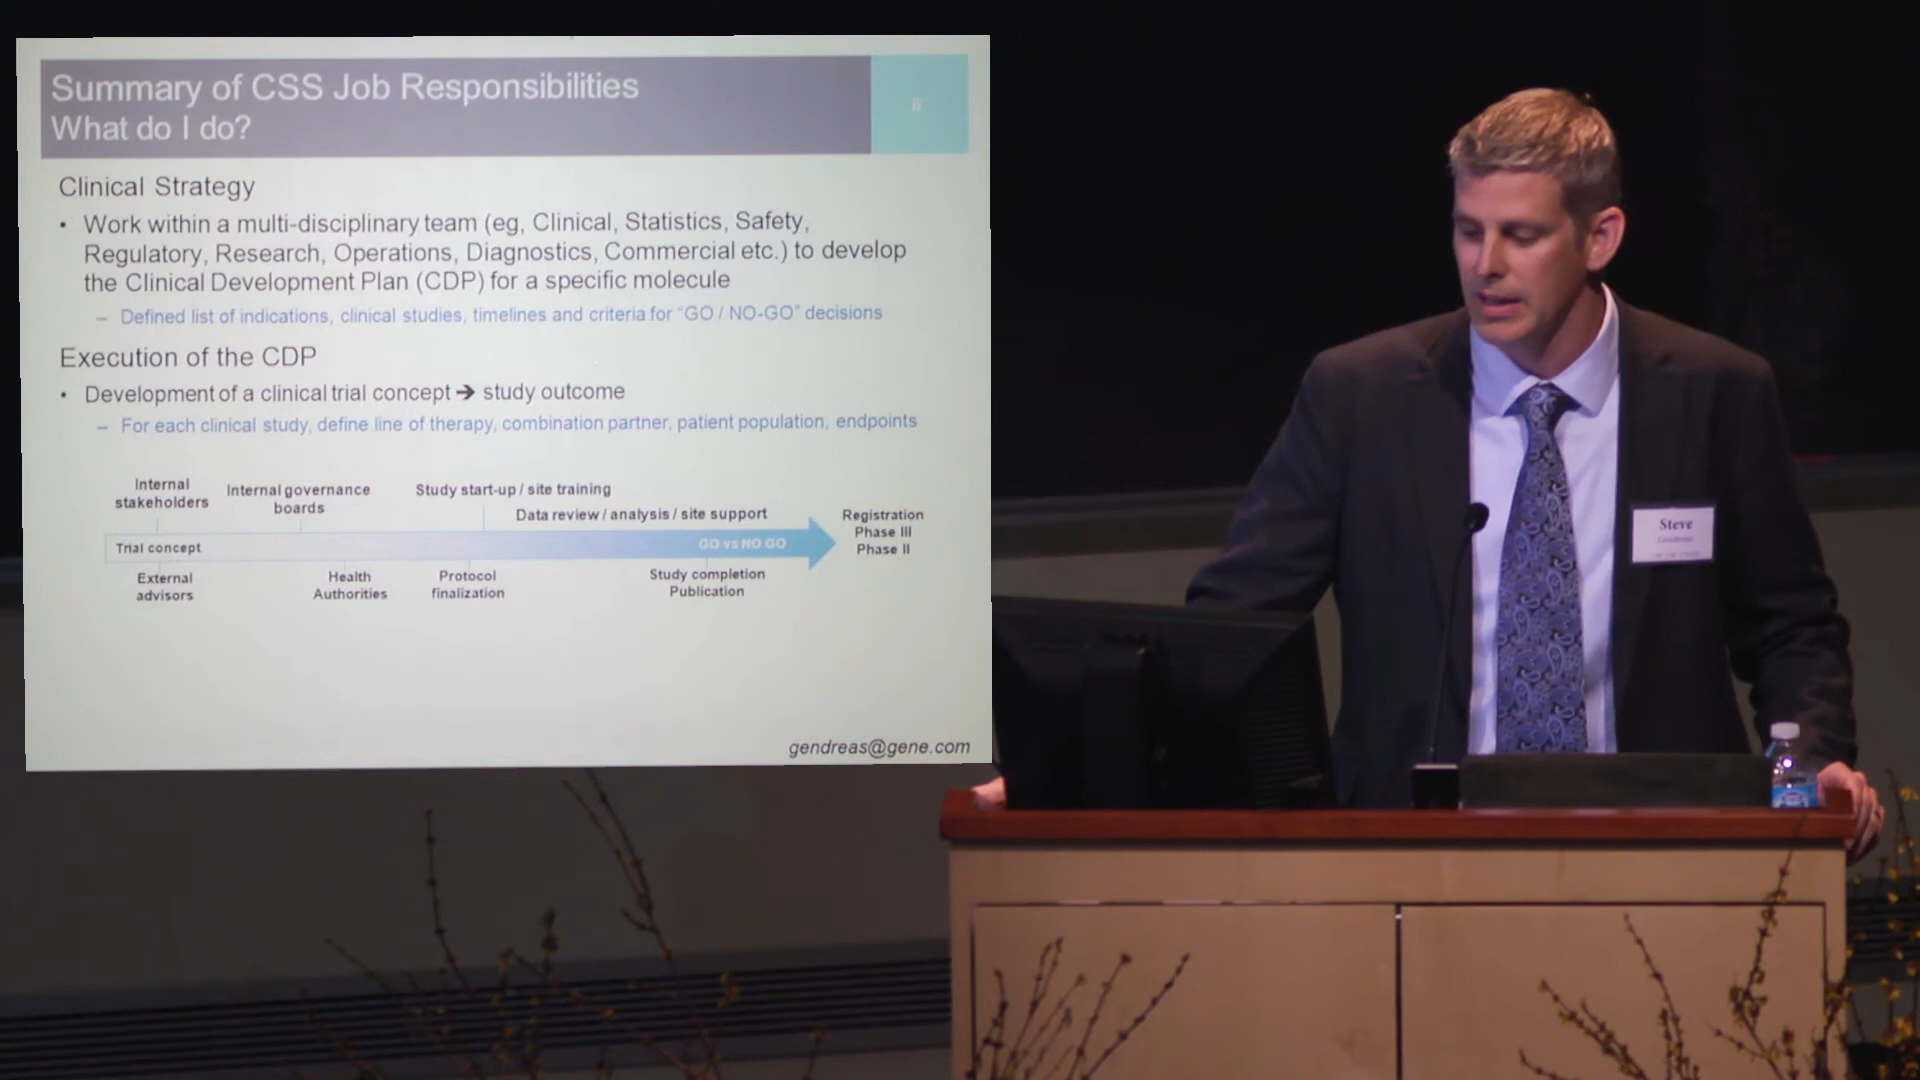 Summary of CSS Job Responsibilities
What do I do?
6
Clinical Strategy
• Work within a multi-disciplinary team (eg, Clinical, Statistics, Safety,
Regulatory, Research, Operations, Diagnostics, Commercial etc.) to develop
the Clinical Development Plan (CDP) for a specific molecule
– Defined list of indications, clinical studies, timelines and criteria for “GO / NO-GO” decisions
Execution of the CDP
• Development of a clinical trial concept ➔ study outcome
– For each clinical study, define line of therapy, combination partner, patient population, endpoints
Internal
stakeholders
Internal governance
boards
Study start-up / site training
Data review / analysis / site support
Registration
Phase III
Phase II
Trial concept
GO vs NO GO
External
advisors
Health
Authorities
Protocol
finalization
Study completion
Publication
gendreas@gene.com
Steve